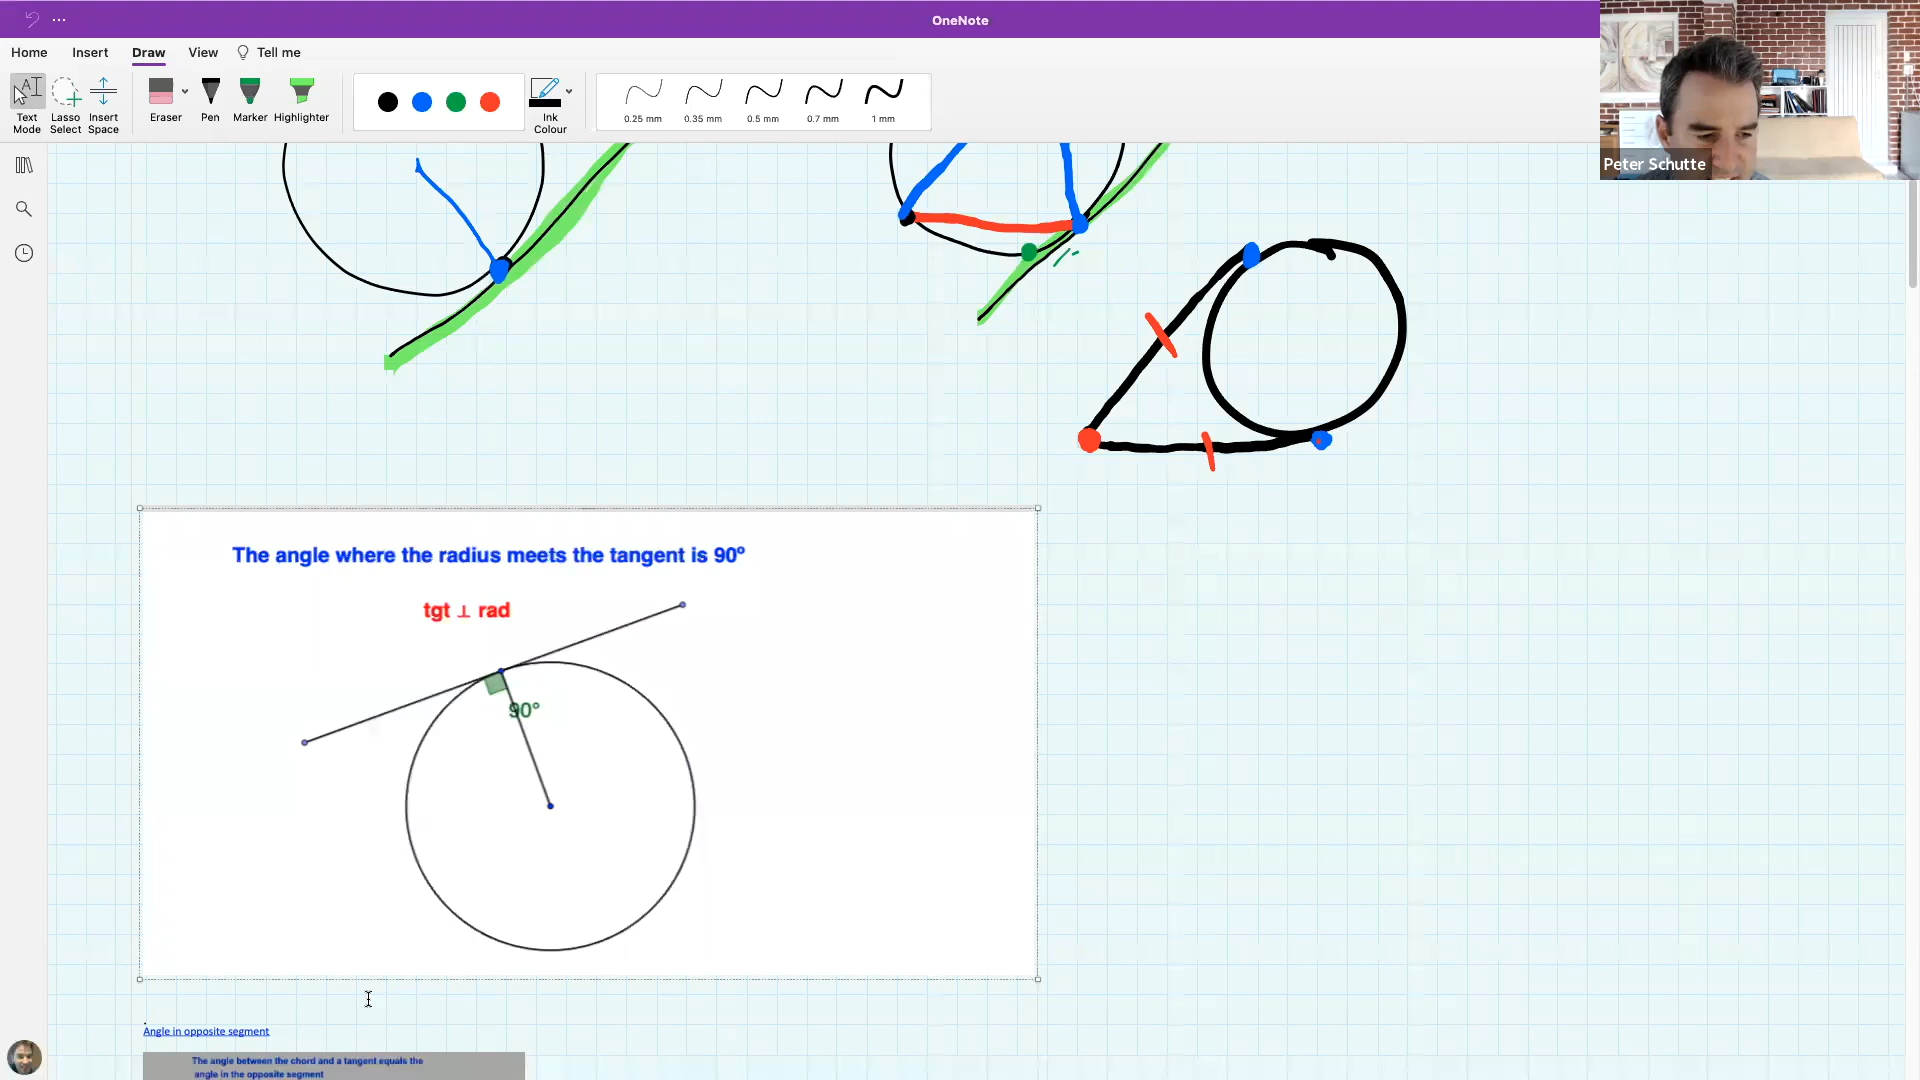 OneNote
Home Insert Draw View Tell me
Text Mode
Lasso Select
Insert Space
Eraser
Pen
Marker
Highlighter
Ink Colour
0.25 mm
0.35 mm
0.5 mm
0.7 mm
1 mm
Peter Schutte
The angle where the radius meets the tangent is 90º
tgt ⊥ rad
90°
Angle in opposite segment
The angle between the chord and a tangent equals the
angle in the opposite segment